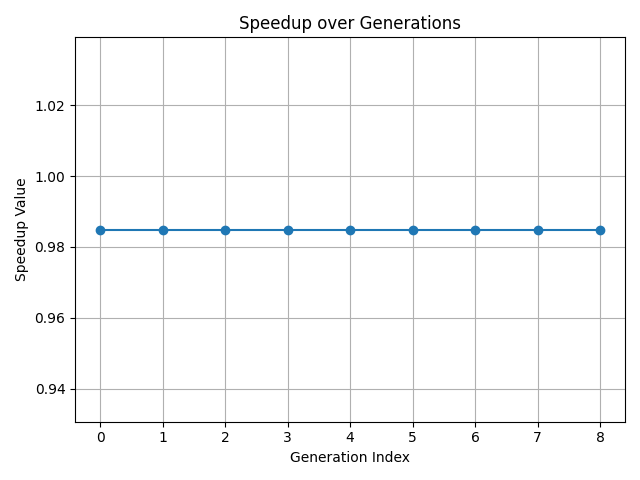 Speedup over Generations
Speedup Value
1.02
1.00
0.98
0.96
0.94
0 1 2 3 4 5 6 7 8
Generation Index